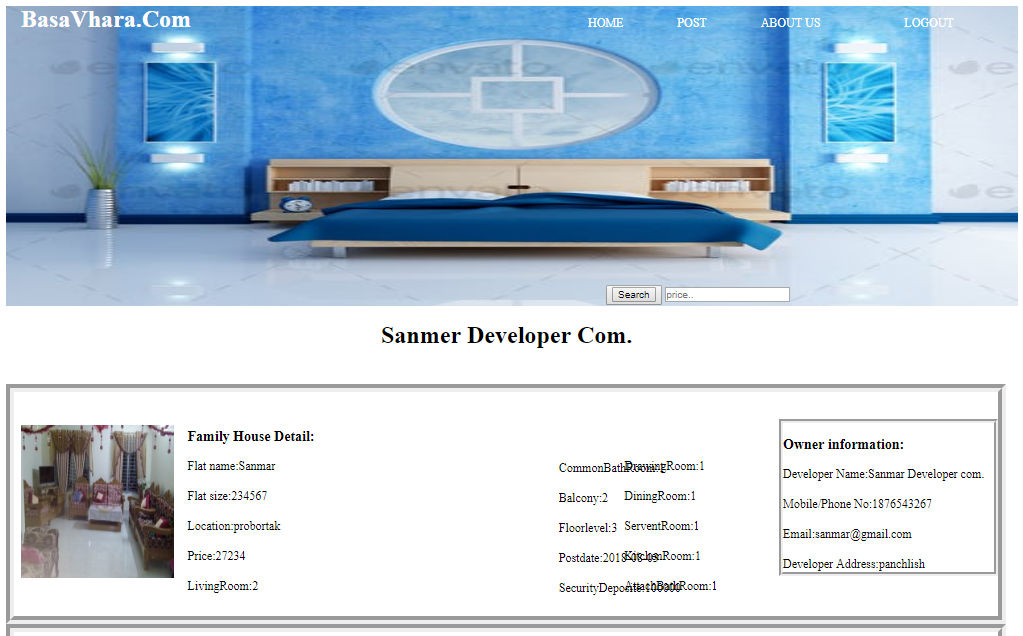 BasaVhara.Com
HOME POST ABOUT US LOGOUT
envato
Search price..
Sanmer Developer Com.
Family House Detail:
Flat name:Sanmar
Flat size:234567
Location:probortak
Price:27234
LivingRoom:2
CommonBathRoom:2
Balcony:2
Floorlevel:3
Postdate:2018-08-05
SecurityDeposite:100000
DrawingRoom:1
DiningRoom:1
ServentRoom:1
KitchenRoom:1
AttachBathRoom:1
Owner information:
Developer Name:Sanmar Developer com.
Mobile/Phone No:1876543267
Email:sanmar@gmail.com
Developer Address:panchlish